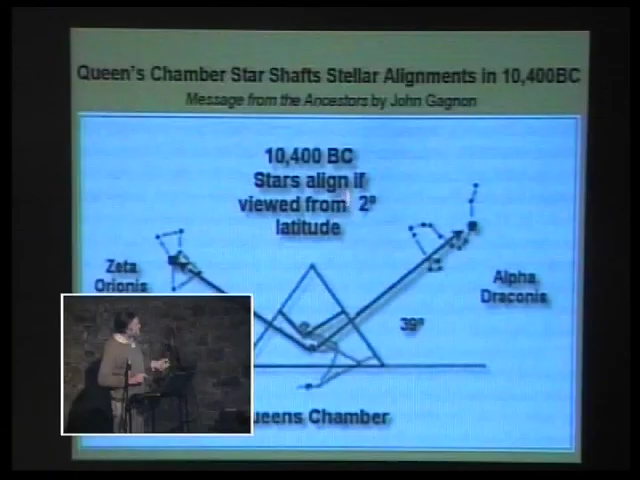 Queen's Chamber Star Shafts Stellar Alignments in 10,400BC
Message from the Ancestors by John Gagnon
10,400 BC
Stars align if
viewed from 2º
latitude
Zeta
Orionis
Alpha
Draconis
39º
ueens Chamber